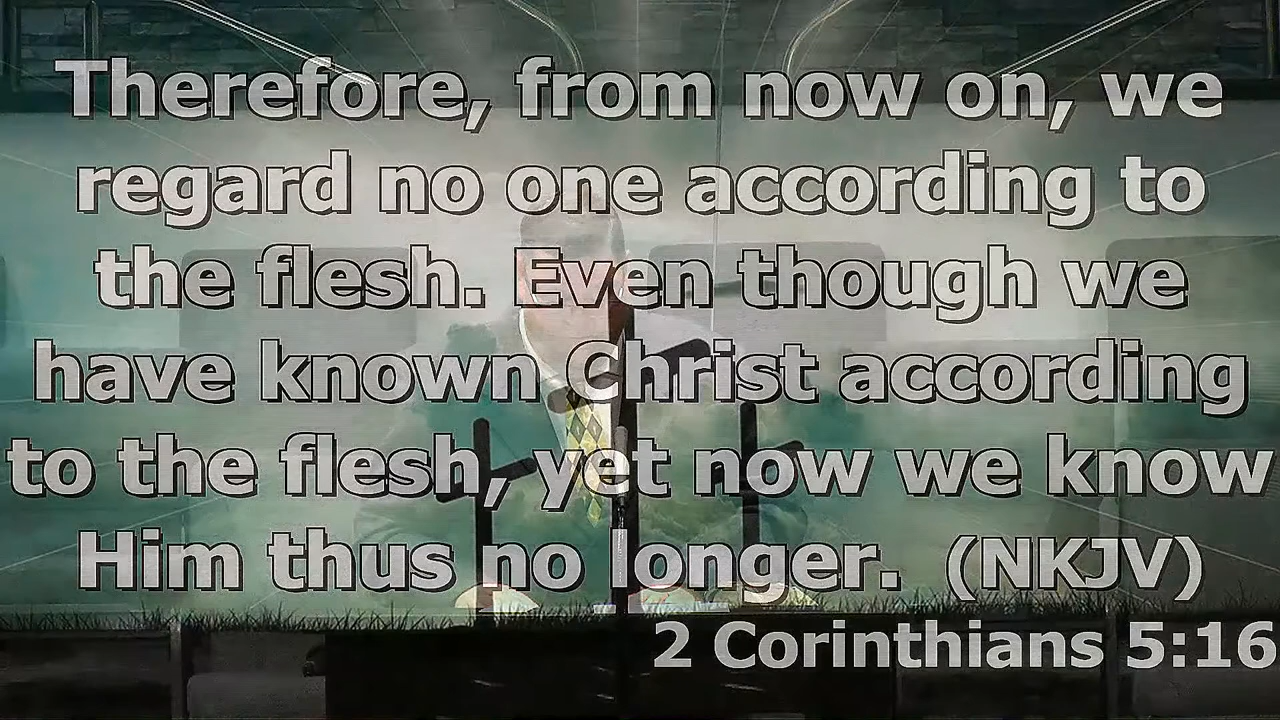 Therefore, from now on, we
regard no one according to
the flesh. Even though we
have known Christ according
to the flesh, yet now we know
Him thus no longer. (NKJV)
2 Corinthians 5:16